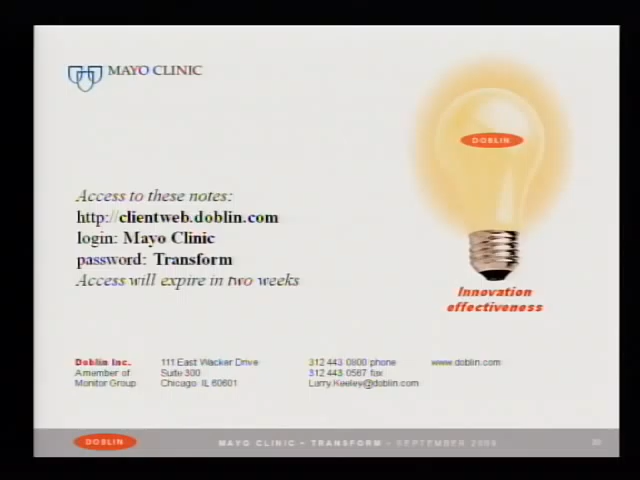 MAYO CLINIC
DOBLIN
Access to these notes:
http://clientweb.doblin.com
login: Mayo Clinic
password: Transform
Access will expire in two weeks
Innovation
effectiveness
Doblin Inc. 111 East Wacker Drive 312 443 0800 phone www.doblin.com
A member of Suite 300 312 443 0567 fax
Monitor Group Chicago IL 60601 Larry.Keeley@doblin.com
DOBLIN MAYO CLINIC • TRANSFORM • SEPTEMBER